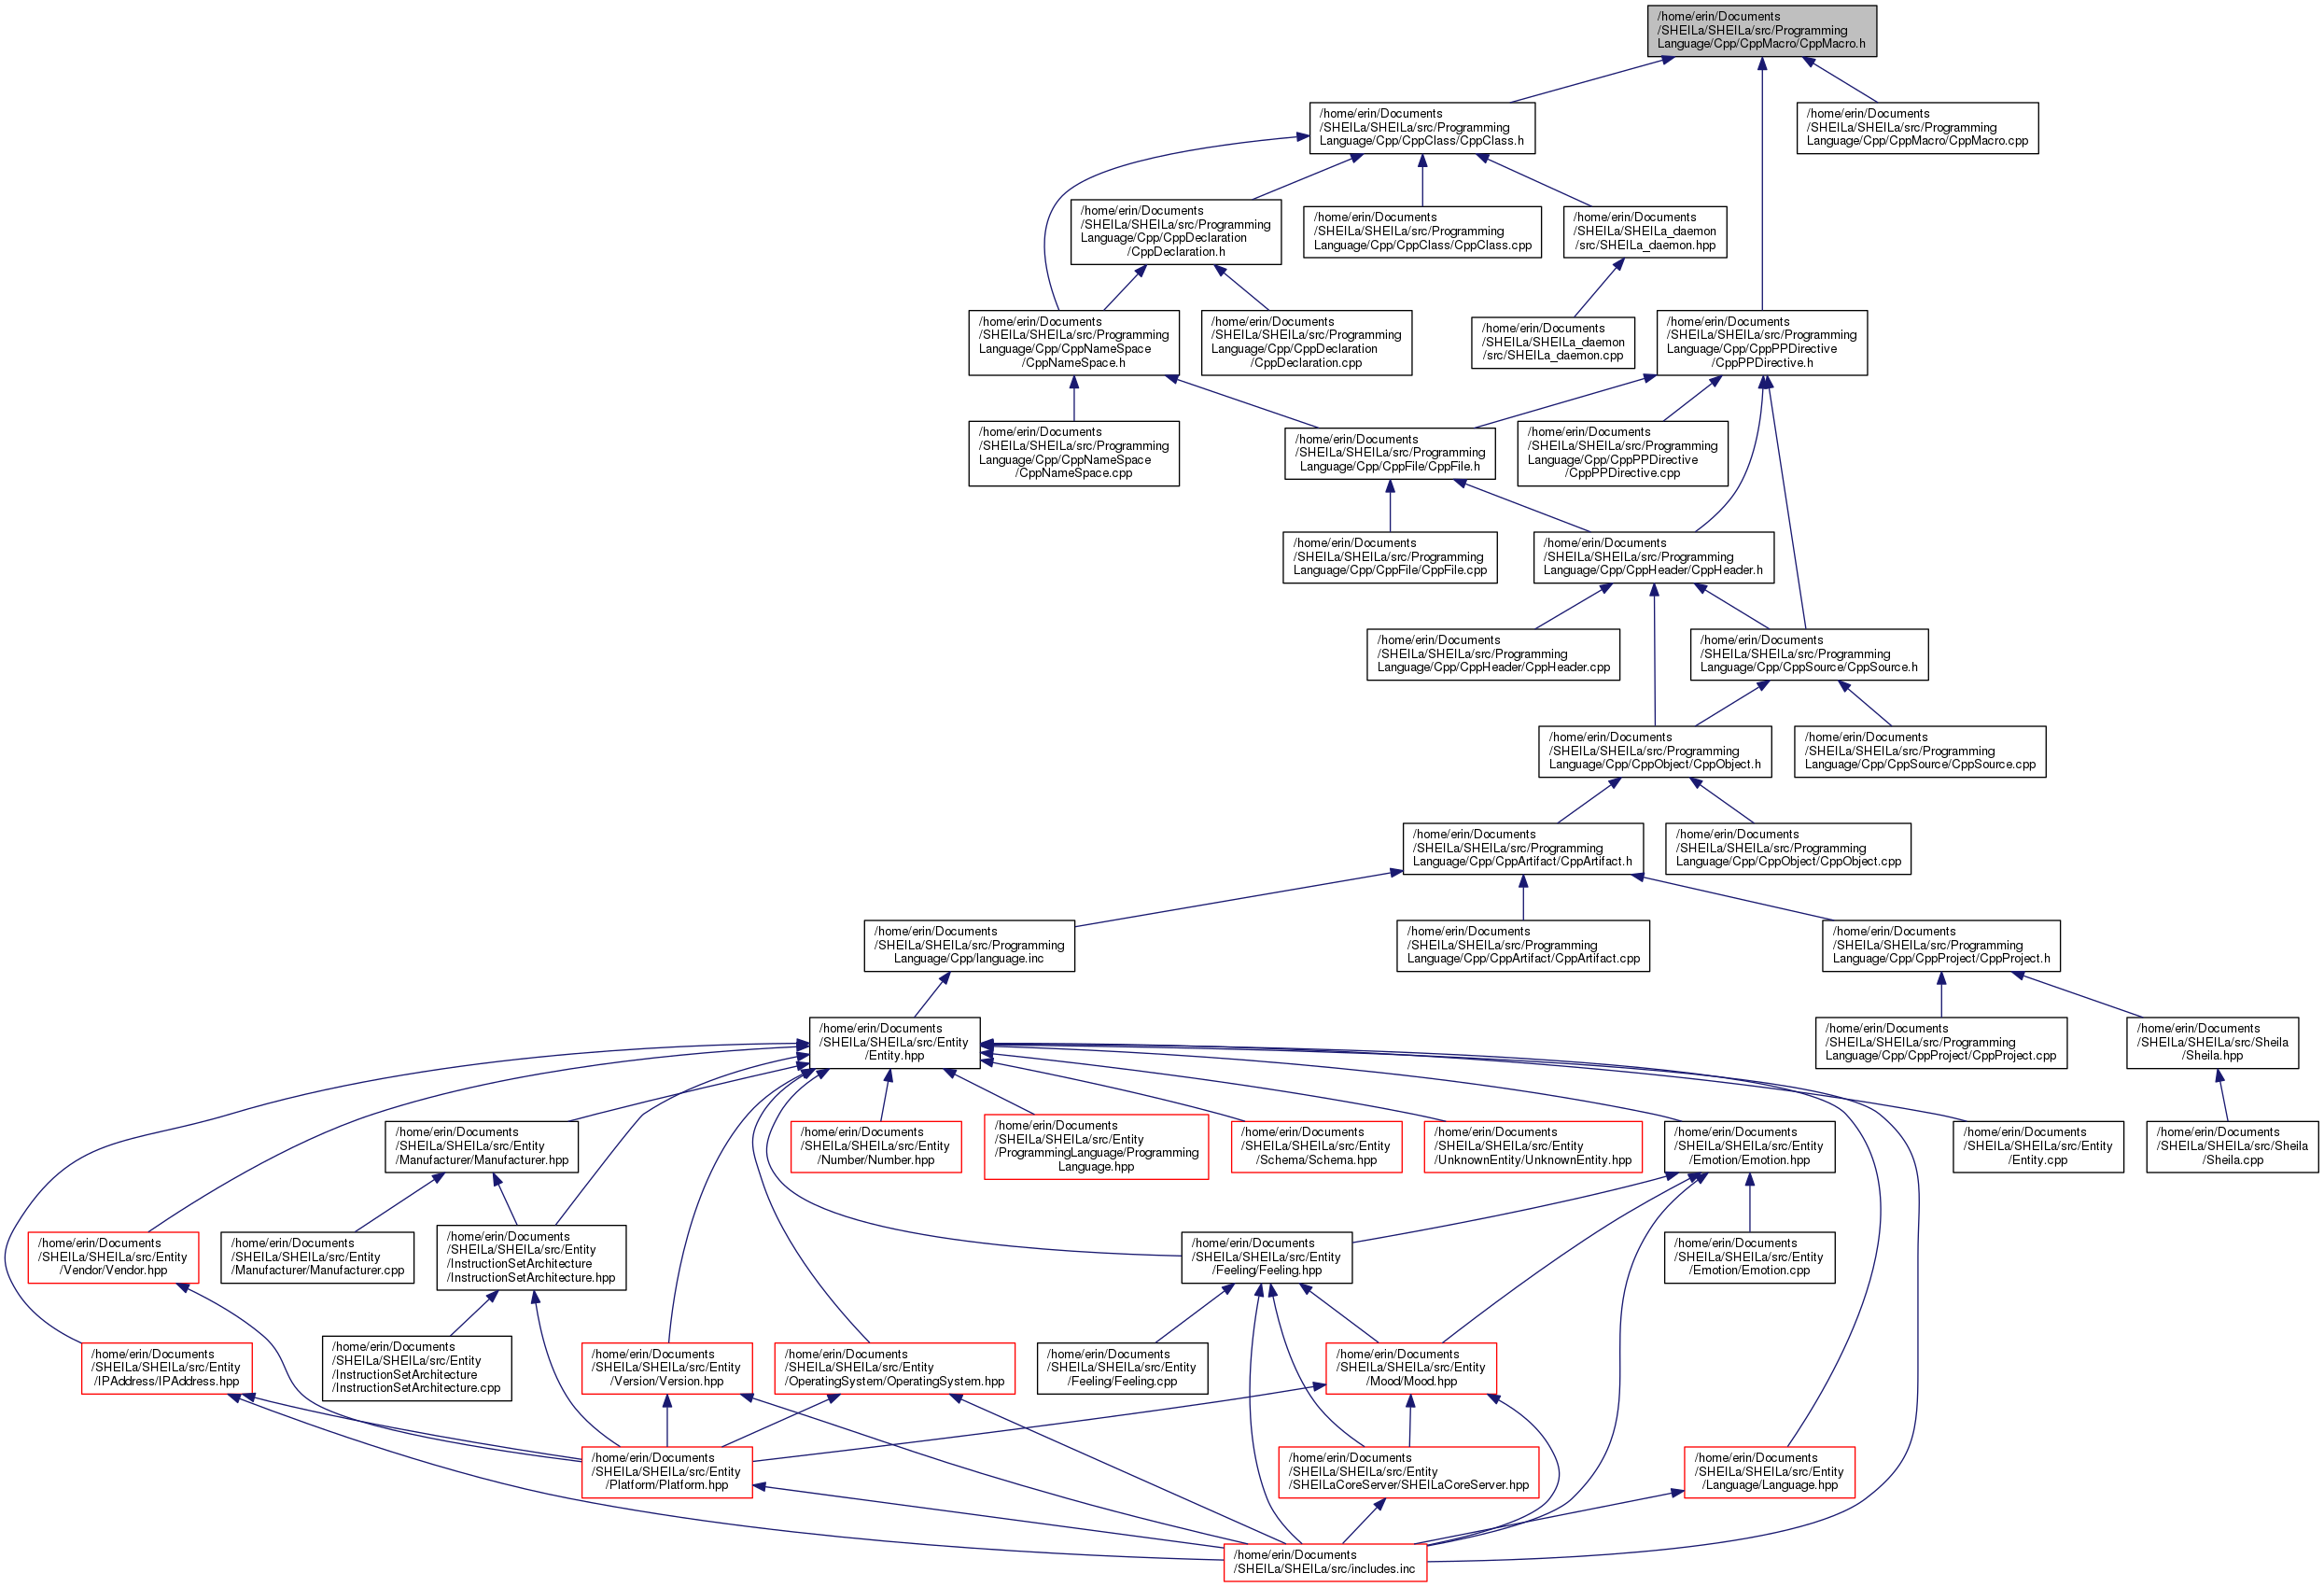 /home/erin/Documents
/SHEILa/SHEILa/src/Programming
Language/Cpp/CppMacro/CppMacro.h
/home/erin/Documents
/SHEILa/SHEILa/src/Programming
Language/Cpp/CppClass/CppClass.h
/home/erin/Documents
/SHEILa/SHEILa/src/Programming
Language/Cpp/CppMacro/CppMacro.cpp
/home/erin/Documents
/SHEILa/SHEILa/src/Programming
Language/Cpp/CppDeclaration
/CppDeclaration.h
/home/erin/Documents
/SHEILa/SHEILa/src/Programming
Language/Cpp/CppClass/CppClass.cpp
/home/erin/Documents
/SHEILa/SHEILa_daemon
/src/SHEILa_daemon.hpp
/home/erin/Documents
/SHEILa/SHEILa/src/Programming
Language/Cpp/CppNameSpace
/CppNameSpace.h
/home/erin/Documents
/SHEILa/SHEILa/src/Programming
Language/Cpp/CppDeclaration
/CppDeclaration.cpp
/home/erin/Documents
/SHEILa/SHEILa_daemon
/src/SHEILa_daemon.cpp
/home/erin/Documents
/SHEILa/SHEILa/src/Programming
Language/Cpp/CppPPDirective
/CppPPDirective.h
/home/erin/Documents
/SHEILa/SHEILa/src/Programming
Language/Cpp/CppNameSpace
/CppNameSpace.cpp
/home/erin/Documents
/SHEILa/SHEILa/src/Programming
Language/Cpp/CppFile/CppFile.h
/home/erin/Documents
/SHEILa/SHEILa/src/Programming
Language/Cpp/CppPPDirective
/CppPPDirective.cpp
/home/erin/Documents
/SHEILa/SHEILa/src/Programming
Language/Cpp/CppFile/CppFile.cpp
/home/erin/Documents
/SHEILa/SHEILa/src/Programming
Language/Cpp/CppHeader/CppHeader.h
/home/erin/Documents
/SHEILa/SHEILa/src/Programming
Language/Cpp/CppHeader/CppHeader.cpp
/home/erin/Documents
/SHEILa/SHEILa/src/Programming
Language/Cpp/CppSource/CppSource.h
/home/erin/Documents
/SHEILa/SHEILa/src/Programming
Language/Cpp/CppObject/CppObject.h
/home/erin/Documents
/SHEILa/SHEILa/src/Programming
Language/Cpp/CppSource/CppSource.cpp
/home/erin/Documents
/SHEILa/SHEILa/src/Programming
Language/Cpp/CppArtifact/CppArtifact.h
/home/erin/Documents
/SHEILa/SHEILa/src/Programming
Language/Cpp/CppObject/CppObject.cpp
/home/erin/Documents
/SHEILa/SHEILa/src/Programming
Language/Cpp/language.inc
/home/erin/Documents
/SHEILa/SHEILa/src/Programming
Language/Cpp/CppArtifact/CppArtifact.cpp
/home/erin/Documents
/SHEILa/SHEILa/src/Programming
Language/Cpp/CppProject/CppProject.h
/home/erin/Documents
/SHEILa/SHEILa/src/Entity
/Entity.hpp
/home/erin/Documents
/SHEILa/SHEILa/src/Programming
Language/Cpp/CppProject/CppProject.cpp
/home/erin/Documents
/SHEILa/SHEILa/src/Sheila
/Sheila.hpp
/home/erin/Documents
/SHEILa/SHEILa/src/Entity
/Manufacturer/Manufacturer.hpp
/home/erin/Documents
/SHEILa/SHEILa/src/Entity
/Number/Number.hpp
/home/erin/Documents
/SHEILa/SHEILa/src/Entity
/ProgrammingLanguage/Programming
Language.hpp
/home/erin/Documents
/SHEILa/SHEILa/src/Entity
/Schema/Schema.hpp
/home/erin/Documents
/SHEILa/SHEILa/src/Entity
/UnknownEntity/UnknownEntity.hpp
/home/erin/Documents
/SHEILa/SHEILa/src/Entity
/Emotion/Emotion.hpp
/home/erin/Documents
/SHEILa/SHEILa/src/Entity
/Entity.cpp
/home/erin/Documents
/SHEILa/SHEILa/src/Sheila
/Sheila.cpp
/home/erin/Documents
/SHEILa/SHEILa/src/Entity
/Vendor/Vendor.hpp
/home/erin/Documents
/SHEILa/SHEILa/src/Entity
/Manufacturer/Manufacturer.cpp
/home/erin/Documents
/SHEILa/SHEILa/src/Entity
/InstructionSetArchitecture
/InstructionSetArchitecture.hpp
/home/erin/Documents
/SHEILa/SHEILa/src/Entity
/Feeling/Feeling.hpp
/home/erin/Documents
/SHEILa/SHEILa/src/Entity
/Emotion/Emotion.cpp
/home/erin/Documents
/SHEILa/SHEILa/src/Entity
/IPAddress/IPAddress.hpp
/home/erin/Documents
/SHEILa/SHEILa/src/Entity
/InstructionSetArchitecture
/InstructionSetArchitecture.cpp
/home/erin/Documents
/SHEILa/SHEILa/src/Entity
/Version/Version.hpp
/home/erin/Documents
/SHEILa/SHEILa/src/Entity
/OperatingSystem/OperatingSystem.hpp
/home/erin/Documents
/SHEILa/SHEILa/src/Entity
/Feeling/Feeling.cpp
/home/erin/Documents
/SHEILa/SHEILa/src/Entity
/Mood/Mood.hpp
/home/erin/Documents
/SHEILa/SHEILa/src/Entity
/Platform/Platform.hpp
/home/erin/Documents
/SHEILa/SHEILa/src/Entity
/SHEILaCoreServer/SHEILaCoreServer.hpp
/home/erin/Documents
/SHEILa/SHEILa/src/Entity
/Language/Language.hpp
/home/erin/Documents
/SHEILa/SHEILa/src/includes.inc